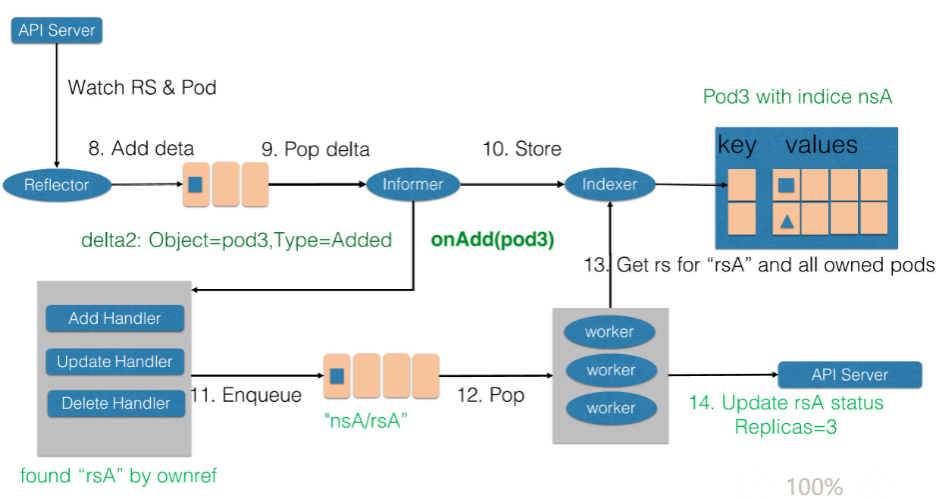 API Server
Watch RS & Pod
Pod3 with indice nsA
8. Add deta
9. Pop delta
10. Store
key values
Reflector
Informer
Indexer
delta2: Object=pod3,Type=Added
onAdd(pod3)
13. Get rs for “rsA” and all owned pods
Add Handler
Update Handler
Delete Handler
11. Enqueue
"nsA/rsA”
12. Pop
worker
worker
worker
API Server
14. Update rsA status
Replicas=3
found “rsA” by ownref
100%